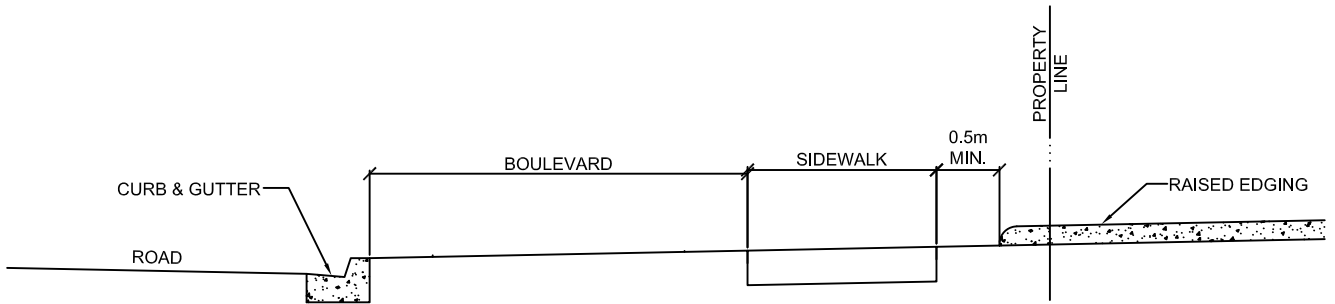 PROPERTY
LINE
0.5m
MIN.
BOULEVARD
SIDEWALK
CURB & GUTTER
RAISED EDGING
ROAD